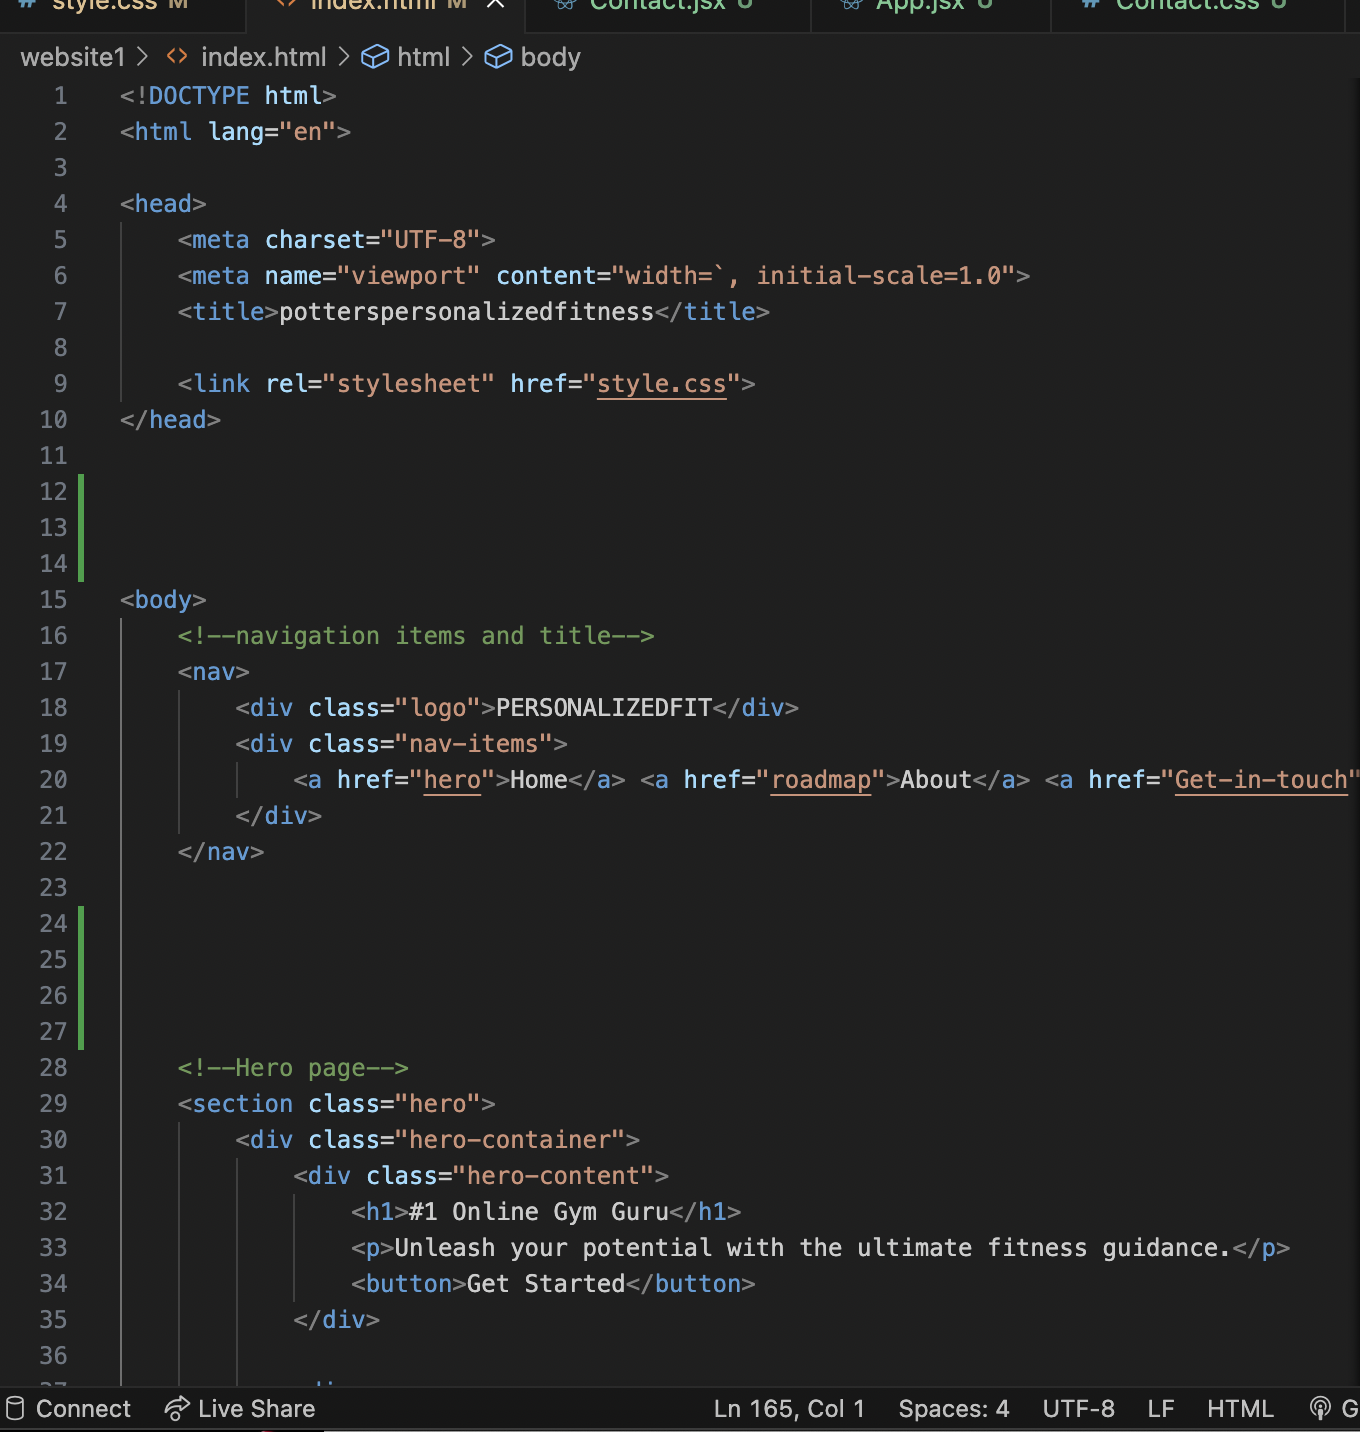 # style.css M <> index.html M × Contact.jsx U App.jsx U # Contact.css U
website1 > <> index.html > html > body
1 <!DOCTYPE html>
2 <html lang="en">
3
4 <head>
5 <meta charset="UTF-8">
6 <meta name="viewport" content="width=`, initial-scale=1.0">
7 <title>potterspersonalizedfitness</title>
8
9 <link rel="stylesheet" href="style.css">
10 </head>
11
12
13
14
15 <body>
16 <!--navigation items and title-->
17 <nav>
18 <div class="logo">PERSONALIZEDFIT</div>
19 <div class="nav-items">
20 <a href="hero">Home</a> <a href="roadmap">About</a> <a href="Get-in-touch"
21 </div>
22 </nav>
23
24
25
26
27
28 <!--Hero page-->
29 <section class="hero">
30 <div class="hero-container">
31 <div class="hero-content">
32 <h1>#1 Online Gym Guru</h1>
33 <p>Unleash your potential with the ultimate fitness guidance.</p>
34 <button>Get Started</button>
35 </div>
36
Connect Live Share Ln 165, Col 1 Spaces: 4 UTF-8 LF HTML G